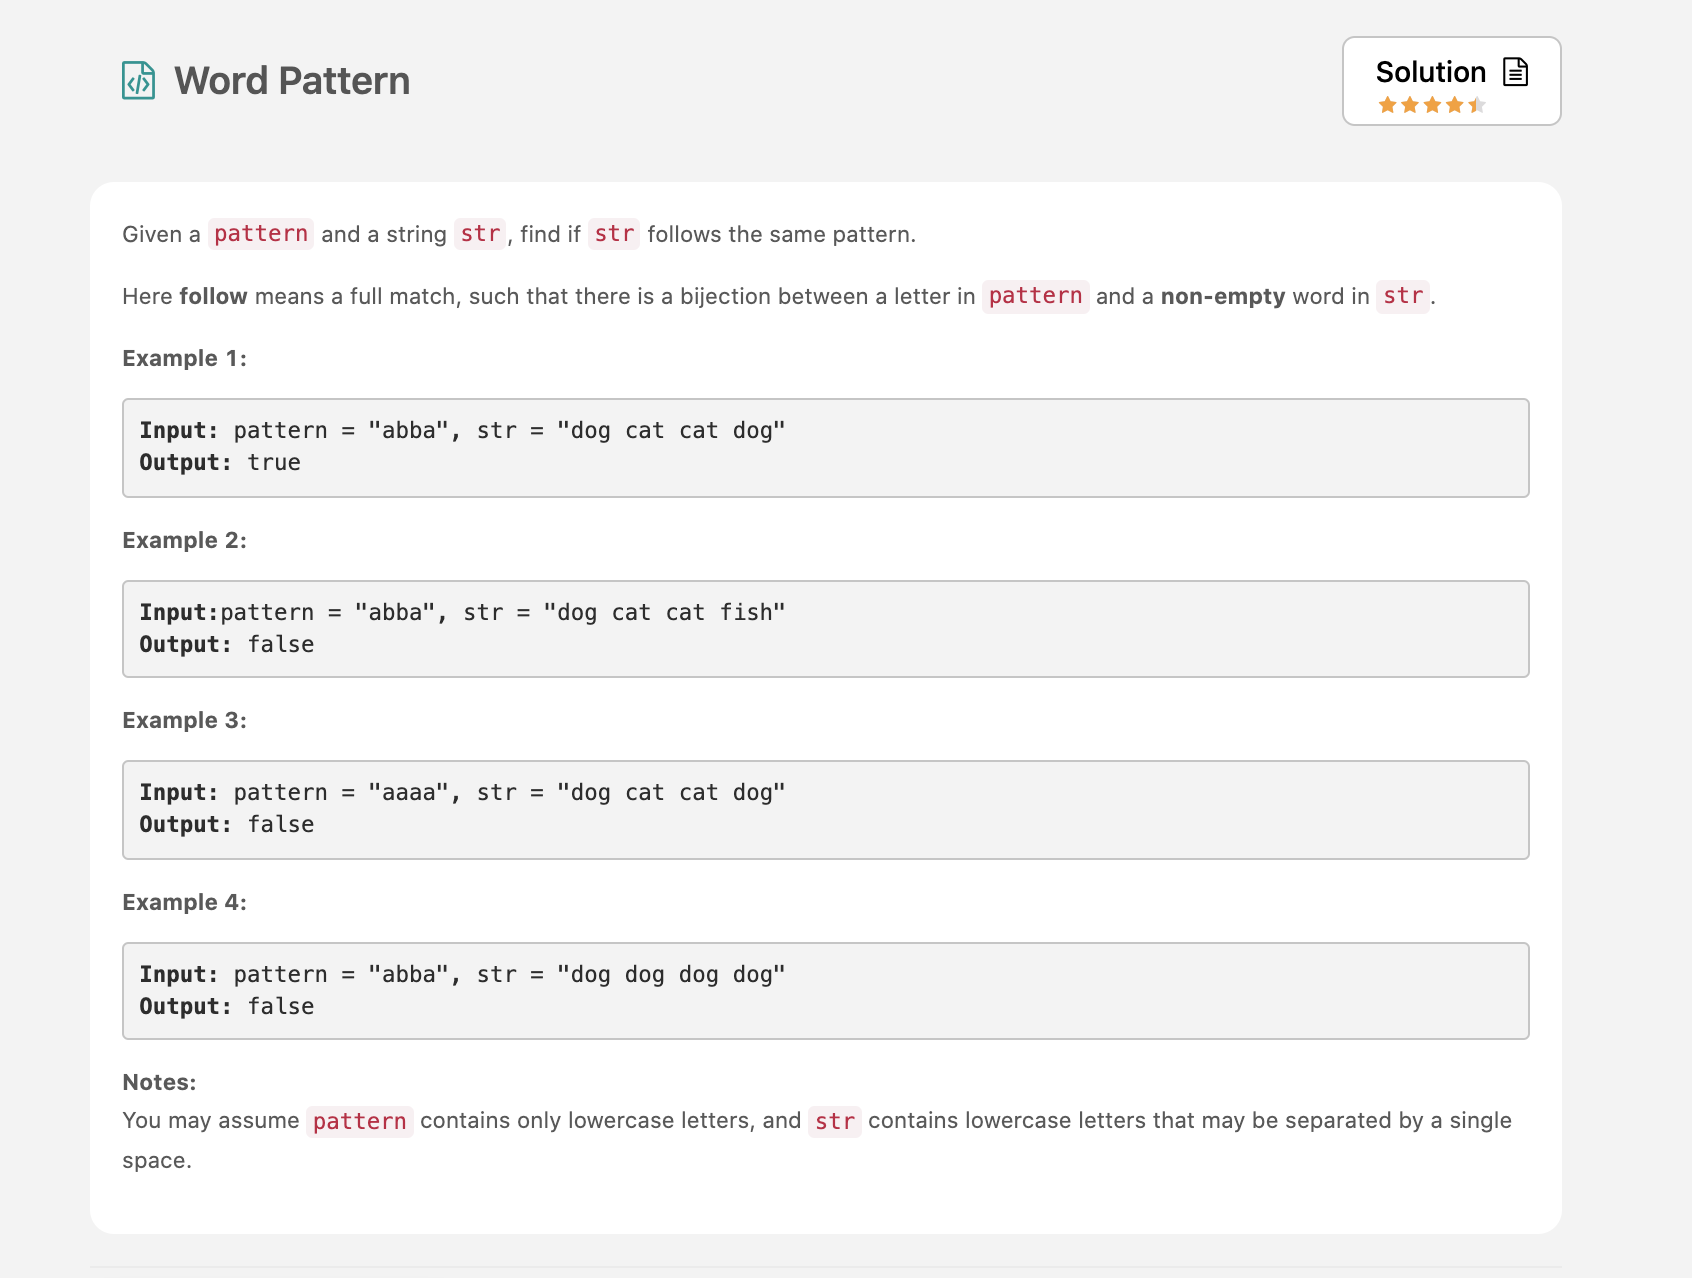 Word Pattern
Solution
Given a pattern and a string str, find if str follows the same pattern.
Here follow means a full match, such that there is a bijection between a letter in pattern and a non-empty word in str.
Example 1:
Input: pattern = "abba", str = "dog cat cat dog"
Output: true
Example 2:
Input:pattern = "abba", str = "dog cat cat fish"
Output: false
Example 3:
Input: pattern = "aaaa", str = "dog cat cat dog"
Output: false
Example 4:
Input: pattern = "abba", str = "dog dog dog dog"
Output: false
Notes:
You may assume pattern contains only lowercase letters, and str contains lowercase letters that may be separated by a single
space.